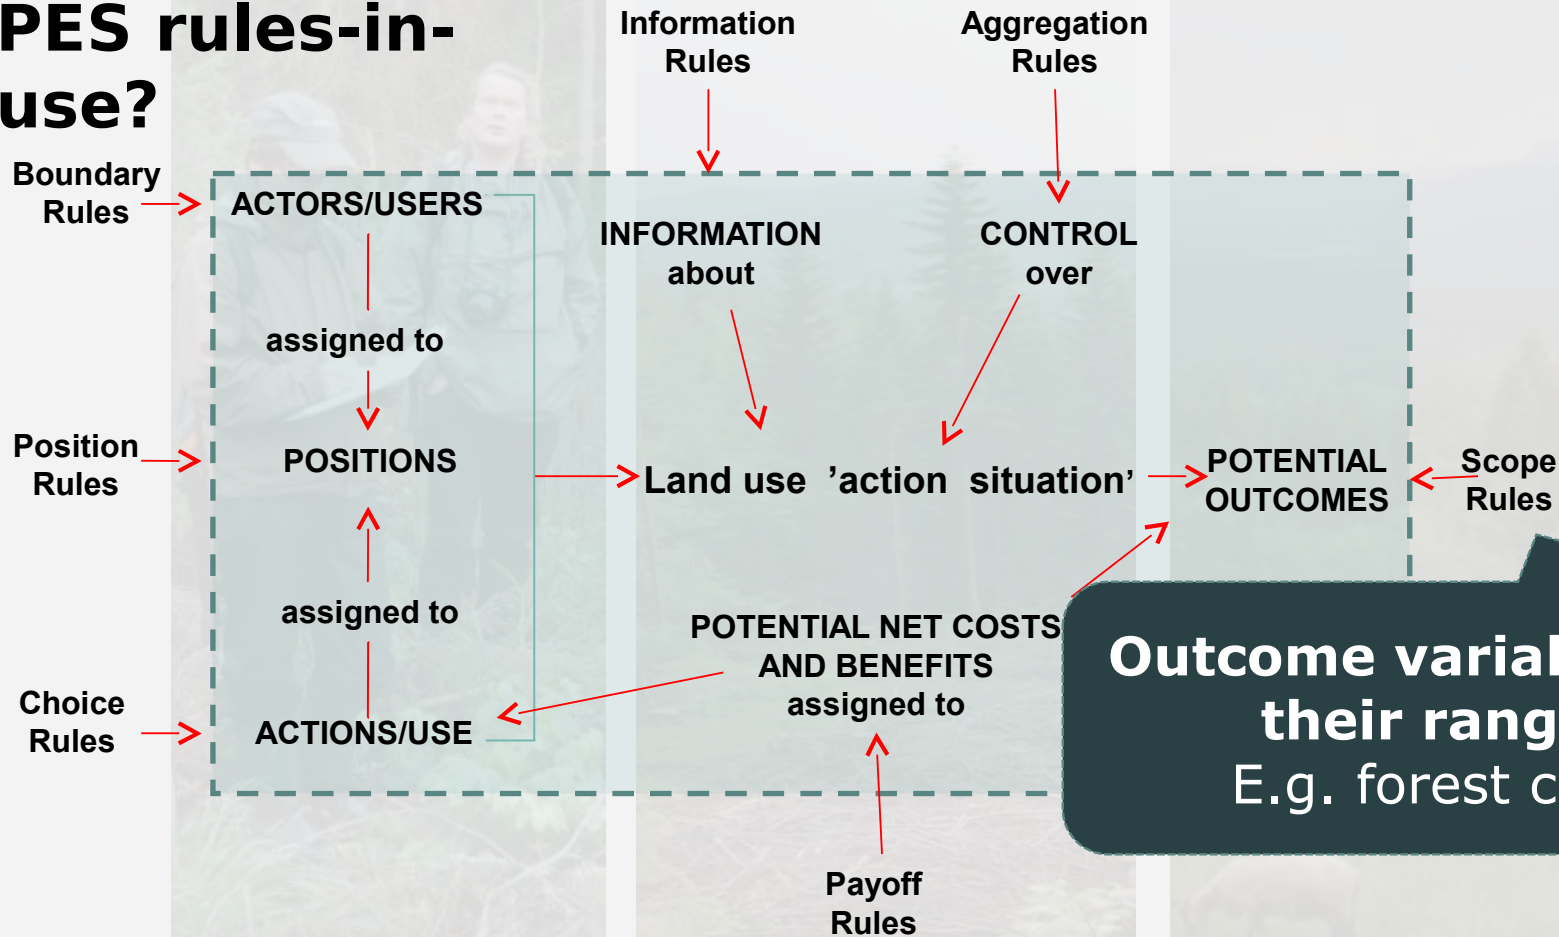 PES rules-in-
use?
Information
Rules
Aggregation
Rules
Boundary
Rules
ACTORS/USERS
INFORMATION
about
CONTROL
over
assigned to
Position
Rules
POSITIONS
Land use ’action situation’
POTENTIAL
OUTCOMES
Scope
Rules
assigned to
POTENTIAL NET COSTS
AND BENEFITS
assigned to
Choice
Rules
ACTIONS/USE
Outcome
their
E.g. forest
Payoff
Rules